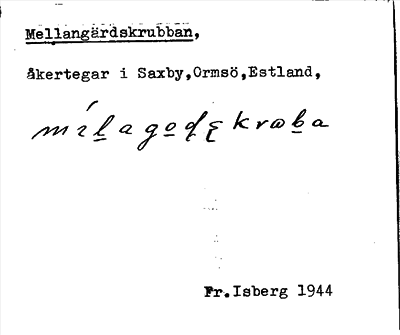 Mellangärdskrubban,
åkertegar i Saxby,Ormsö,Estland,
Fr.Isberg 1944